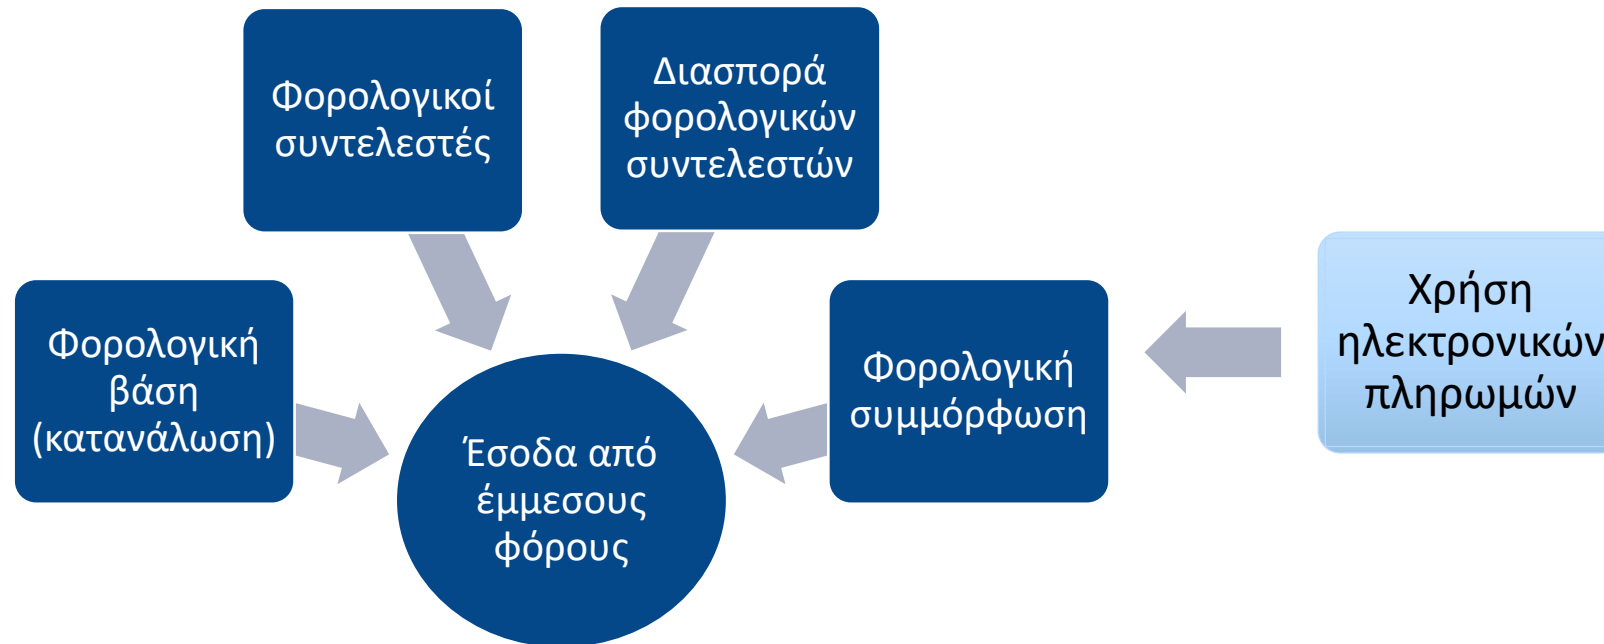 Φορολογικοί
συντελεστές
Διασπορά
φορολογικών
συντελεστών
Φορολογική
βάση
(κατανάλωση)
Φορολογική
συμμόρφωση
Χρήση
ηλεκτρονικών
πληρωμών
Έσοδα από
έμμεσους
φόρους